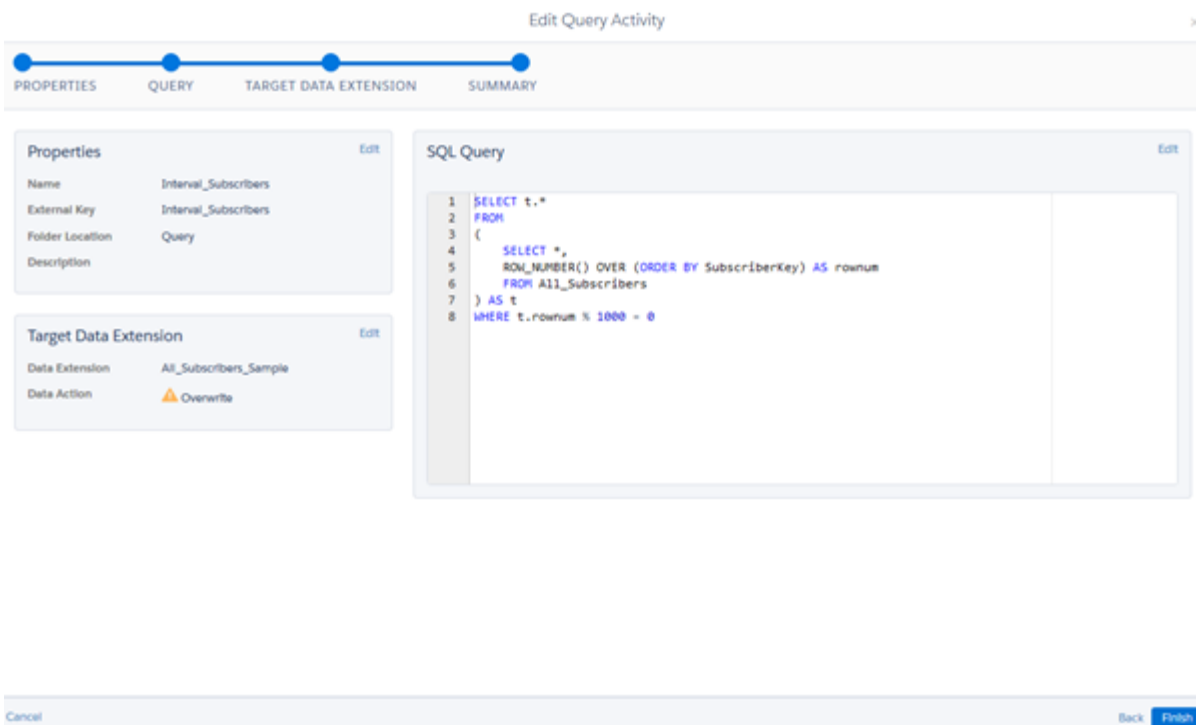 Edit Query Activity
PROPERTIES QUERY TARGET DATA EXTENSION SUMMARY
Properties Edit
Name Interval_Subscribers
External Key Interval_Subscribers
Folder Location Query
Description
Target Data Extension Edit
Data Extension All_Subscribers_Sample
Data Action Overwrite
SQL Query Edit
1 SELECT t.*
2 FROM
3 (
4 SELECT *,
5 ROW_NUMBER() OVER (ORDER BY SubscriberKey) AS rownum
6 FROM All_Subscribers
7 ) AS t
8 WHERE t.rownum % 1000 = 0
Cancel Back Finish